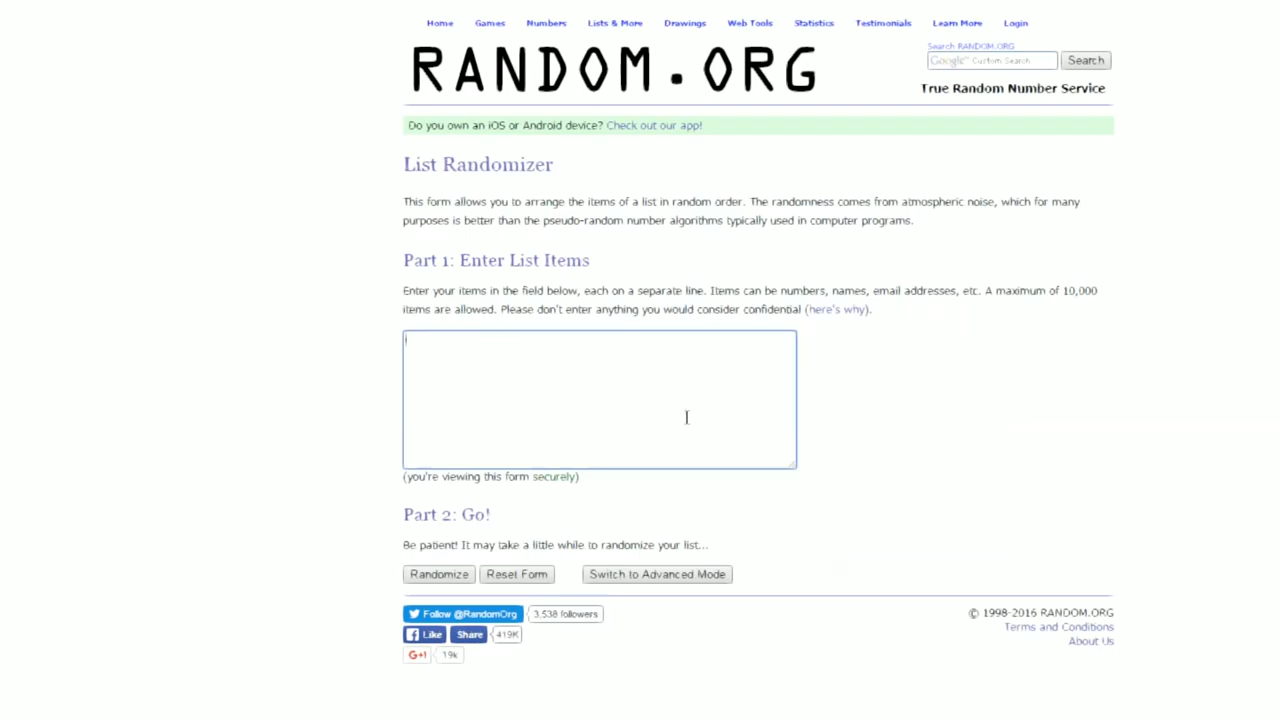 Home Games Numbers Lists & More Drawings Web Tools Statistics Testimonials Learn More Login
RANDOM.ORG
Search RANDOM.ORG
Google™ Custom Search Search
True Random Number Service
Do you own an iOS or Android device? Check out our app!
List Randomizer
This form allows you to arrange the items of a list in random order. The randomness comes from atmospheric noise, which for many
purposes is better than the pseudo-random number algorithms typically used in computer programs.
Part 1: Enter List Items
Enter your items in the field below, each on a separate line. Items can be numbers, names, email addresses, etc. A maximum of 10,000
items are allowed. Please don't enter anything you would consider confidential (here's why).
(you're viewing this form securely)
Part 2: Go!
Be patient! It may take a little while to randomize your list...
Randomize Reset Form Switch to Advanced Mode
Follow @RandomOrg 3,538 followers
Like Share 419K
G+1 19k
© 1998-2016 RANDOM.ORG
Terms and Conditions
About Us